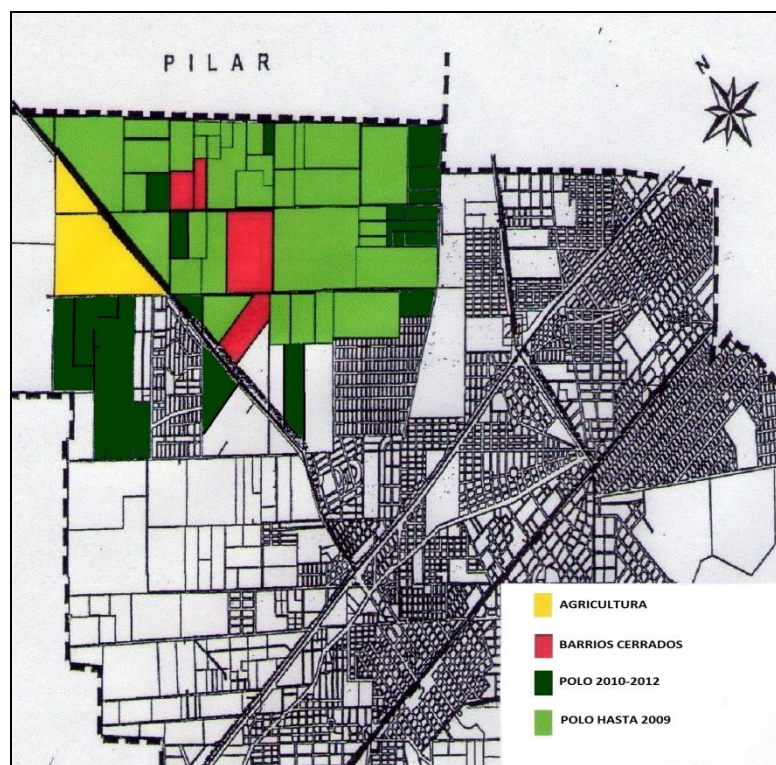 PILAR
N
AGRICULTURA
BARRIOS CERRADOS
POLO 2010-2012
POLO HASTA 2009